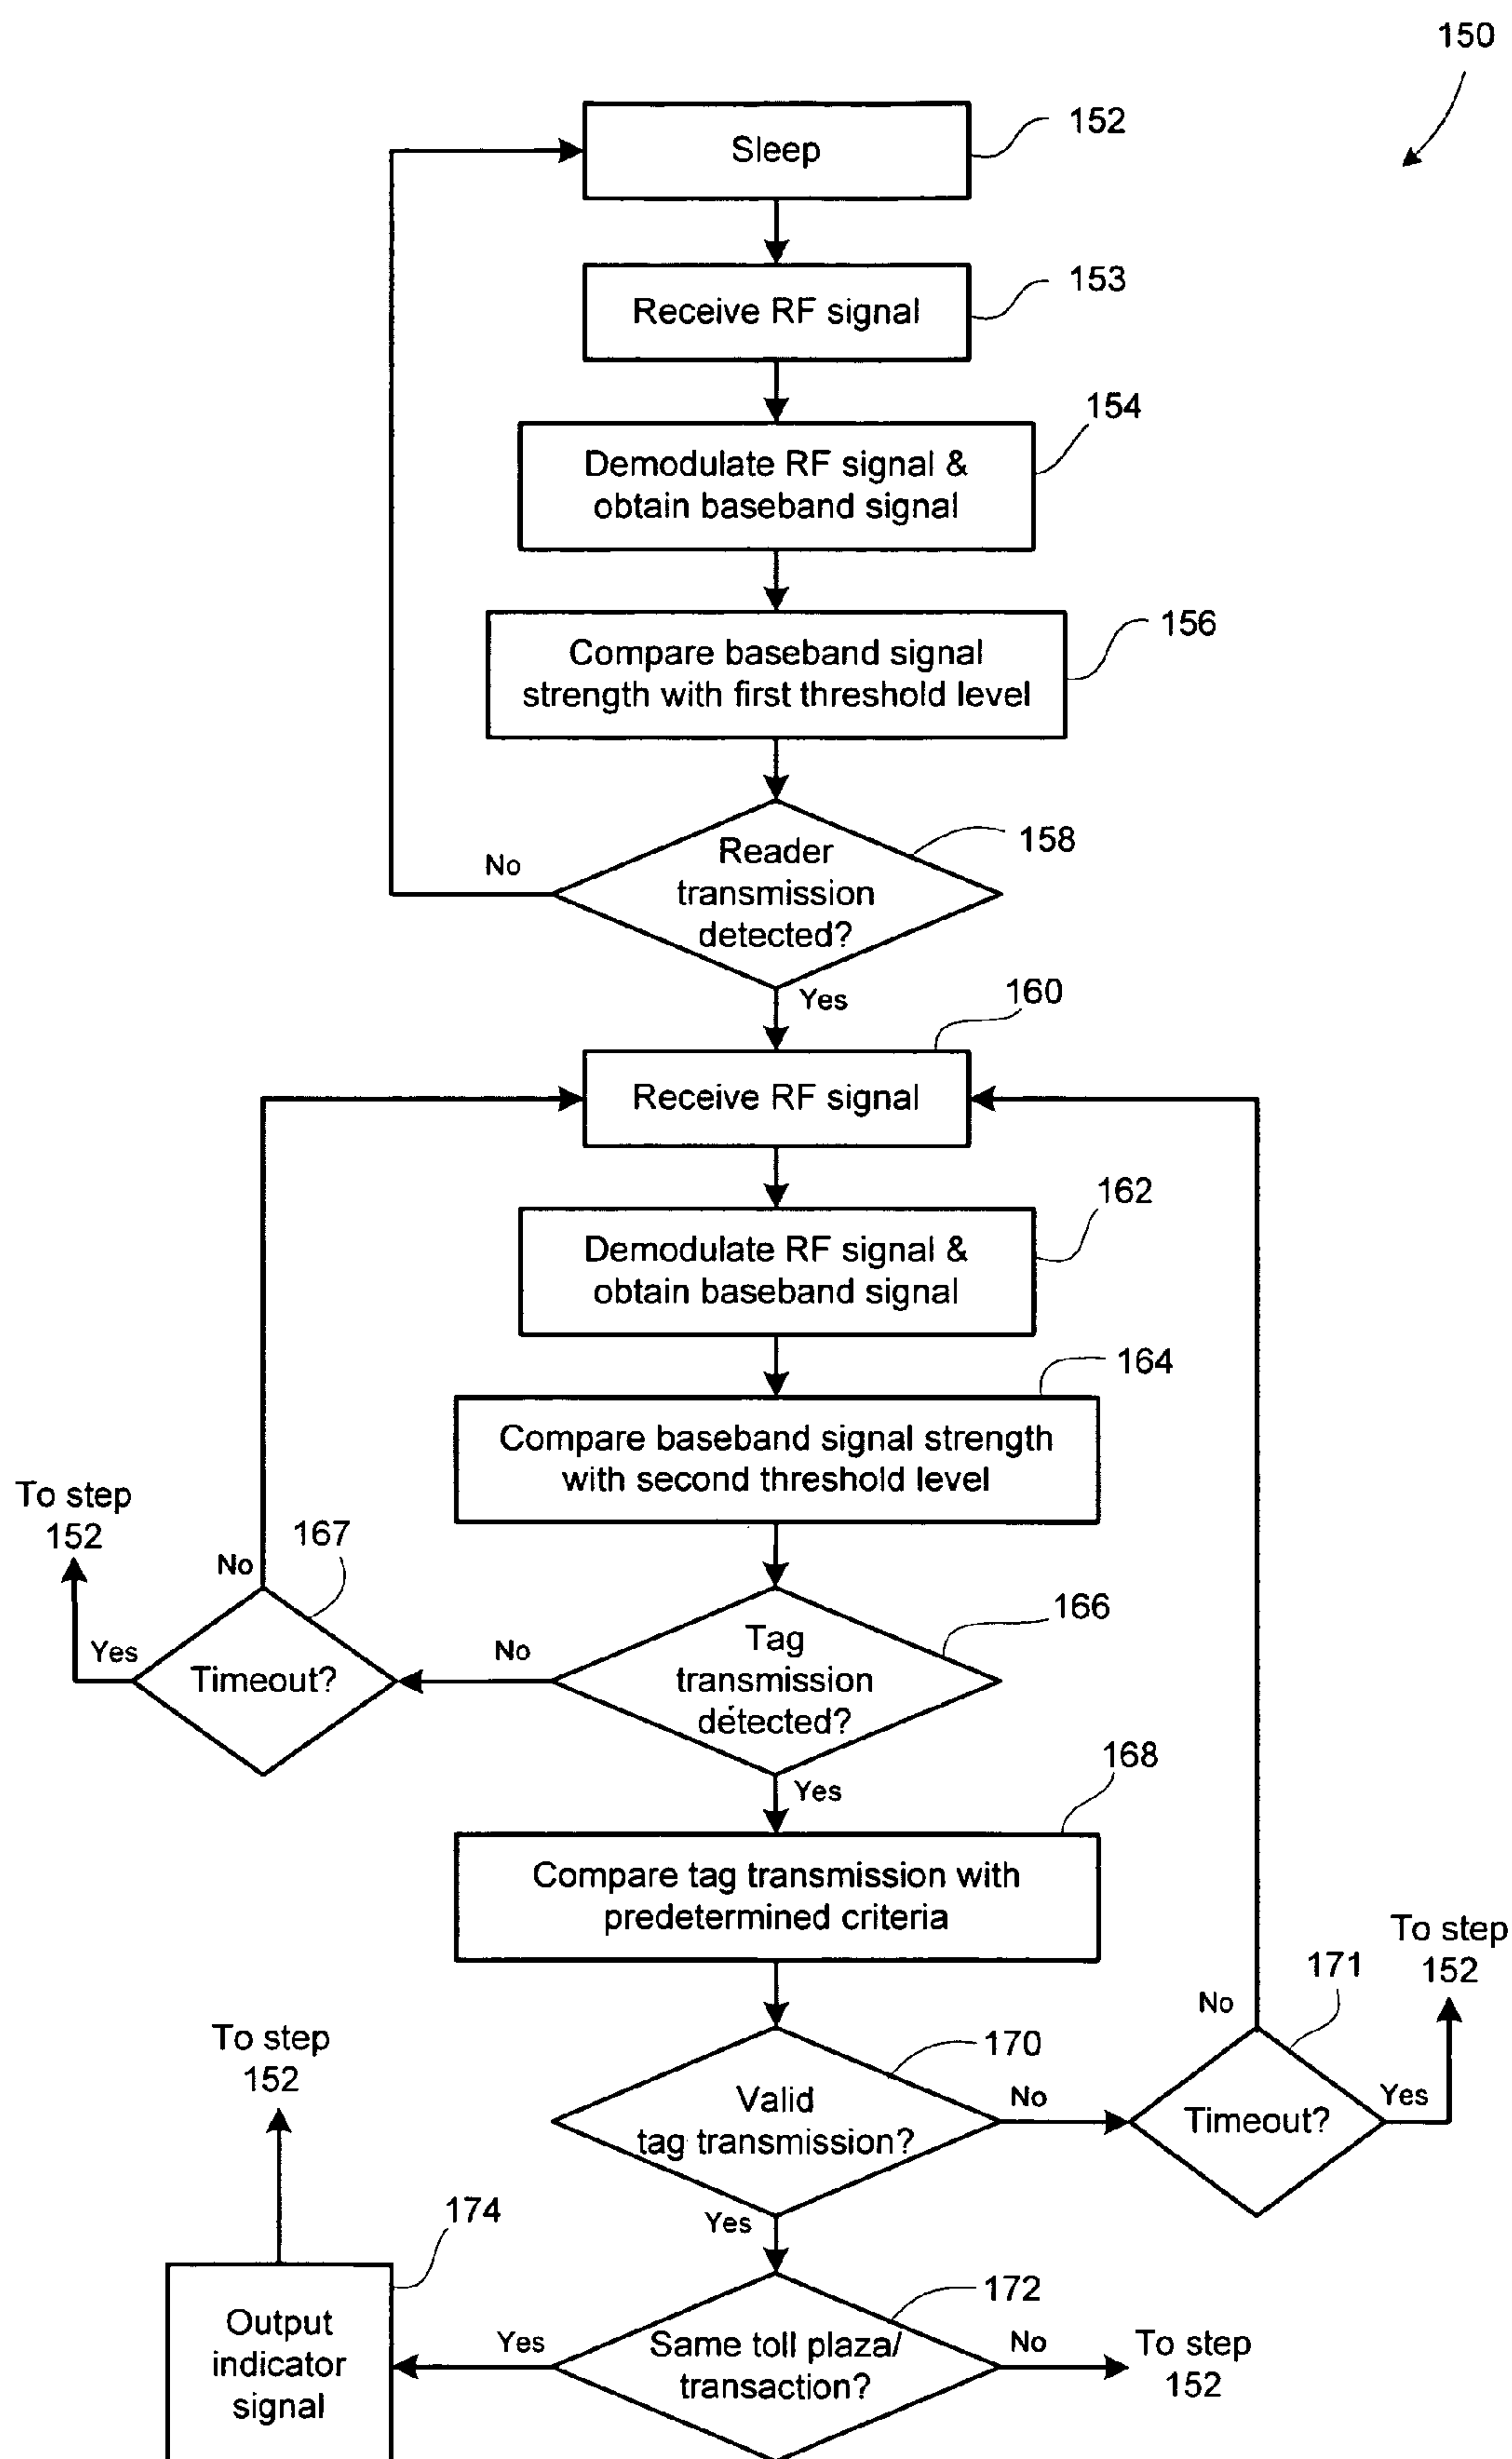 150
Sleep
152
Receive RF signal
153
154
Demodulate RF signal &
obtain baseband signal
156
Compare baseband signal
strength with first threshold level
158
Reader
transmission
detected?
No
Yes
160
Receive RF signal
162
Demodulate RF signal &
obtain baseband signal
164
Compare baseband signal strength
with second threshold level
To step
152
167
No
Yes
Timeout?
No
166
Tag
transmission
detected?
Yes
168
Compare tag transmission with
predetermined criteria
To step
152
171
No
Yes
Timeout?
170
Valid
tag transmission?
No
To step
152
Yes
174
Output
indicator
signal
172
Same toll plaza/
transaction?
Yes
No
To step
152